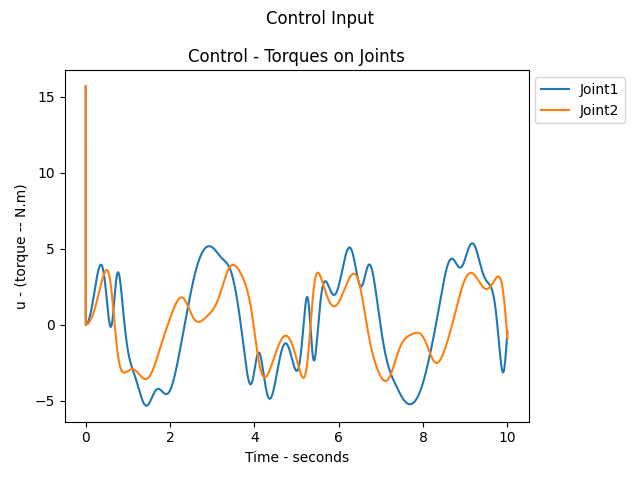 Control Input
Control - Torques on Joints
Joint1
Joint2
15
10
5
0
−5
u - (torque -- N.m)
0 2 4 6 8 10
Time - seconds